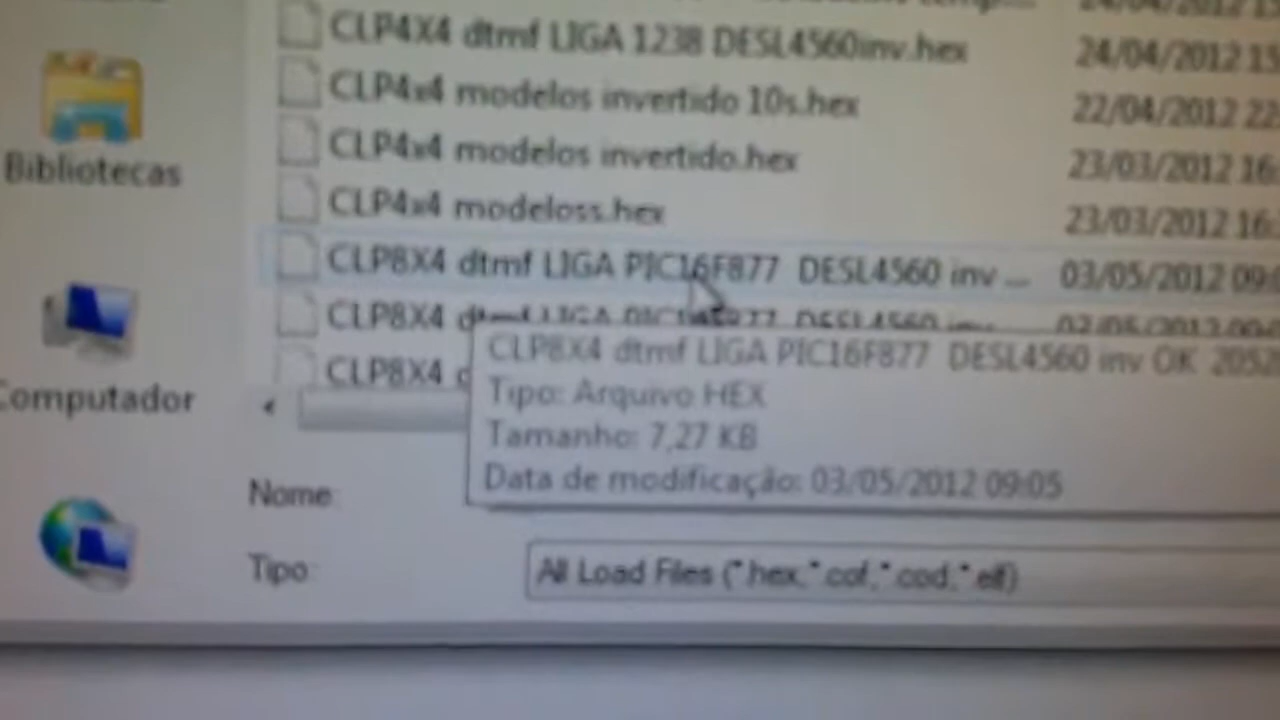 CLP4X4 dtmf LIGA 1238 DESL4560inv.hex 24/04/2012 15
CLP4x4 modelos invertido 10s.hex 22/04/2012 22
CLP4x4 modelos invertido.hex 23/03/2012 16:
CLP4x4 modeloss.hex 23/03/2012 16:
CLP8X4 dtmf LIGA PIC16F877 DESL4560 inv ... 03/05/2012 09:
CLP8X4 dtmf LIGA PIC16F877 DESL4560 inv
CLP8X4 d
CLP8X4 dtmf LIGA PIC16F877 DESL4560 inv OK 2052
Tipo: Arquivo HEX
Tamanho: 7,27 KB
Data de modificação: 03/05/2012 09:05
Bibliotecas
Computador
Nome:
Tipo:
All Load Files (*.hex;*.cof;*.cod;*.elf)